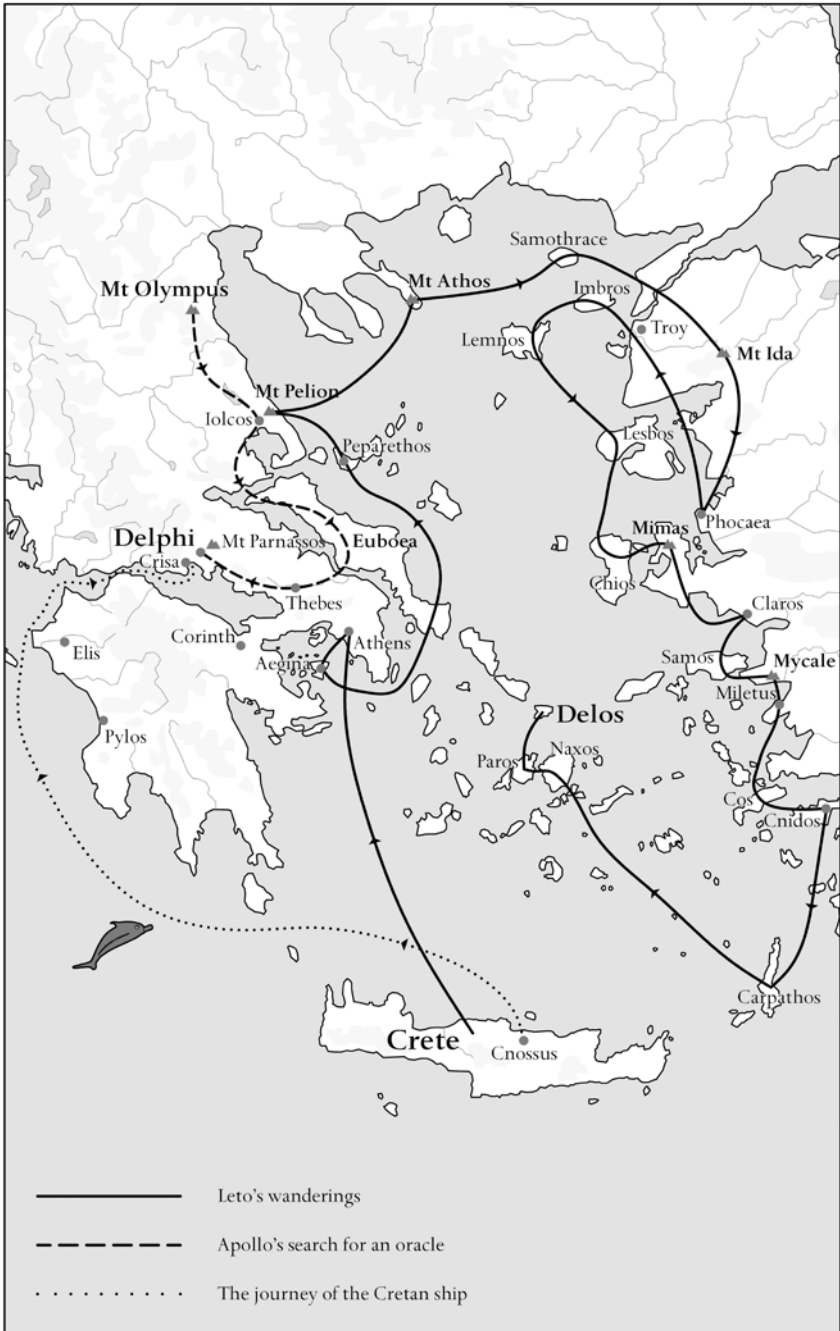 Samothrace
Mt Athos
Mt Olympus
Imbros
Troy
Lemnos
Mt Ida
Mt Pelion
Iolcos
Lesbos
Peparethos
Phocaea
Delphi
Mt Parnassos
Euboea
Mimas
Crisa
Chios
Thebes
Claros
Elis
Corinth
Athens
Aegina
Samos
Mycale
Miletus
Delos
Pylos
Paros
Naxos
Cos
Cnidos
Carpathos
Crete
Cnossus
Leto's wanderings
Apollo's search for an oracle
The journey of the Cretan ship